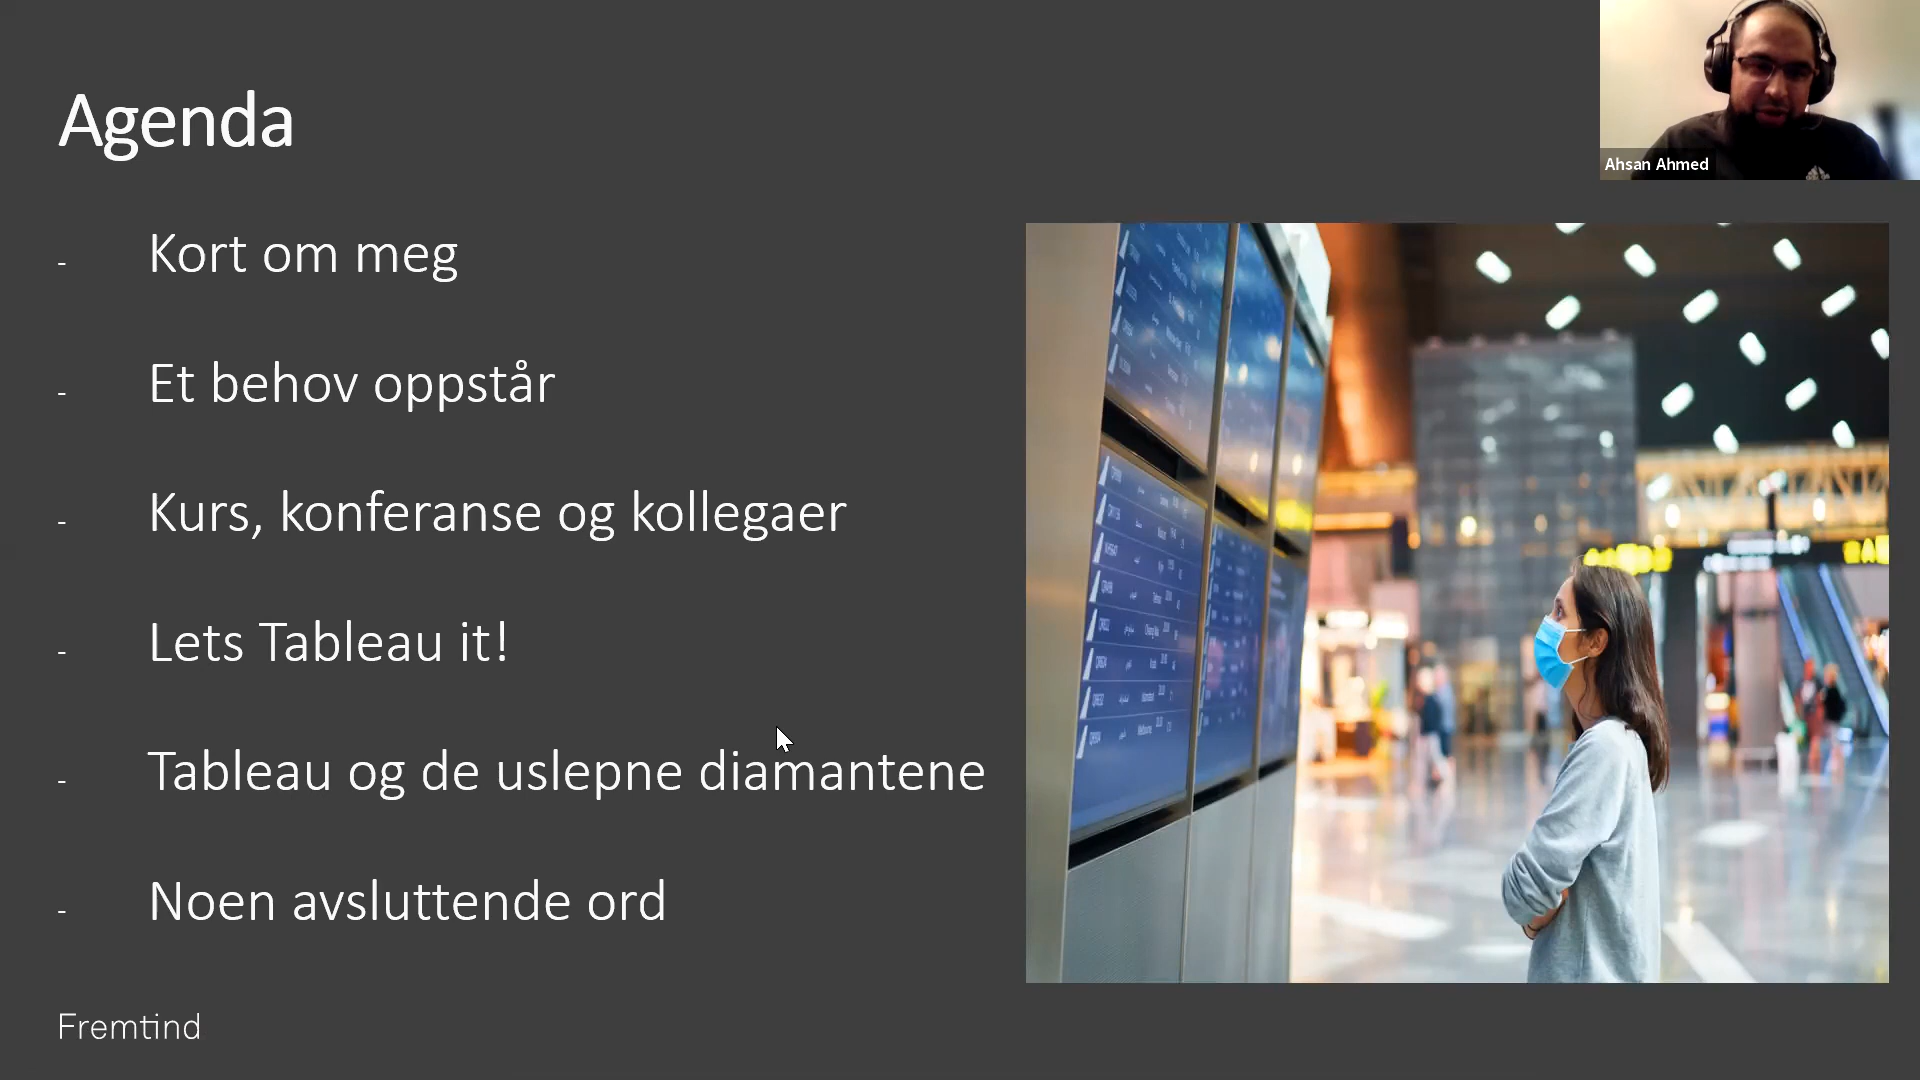 Agenda
Ahsan Ahmed
- Kort om meg
- Et behov oppstår
- Kurs, konferanse og kollegaer
- Lets Tableau it!
- Tableau og de uslepne diamantene
- Noen avsluttende ord
Fremtind